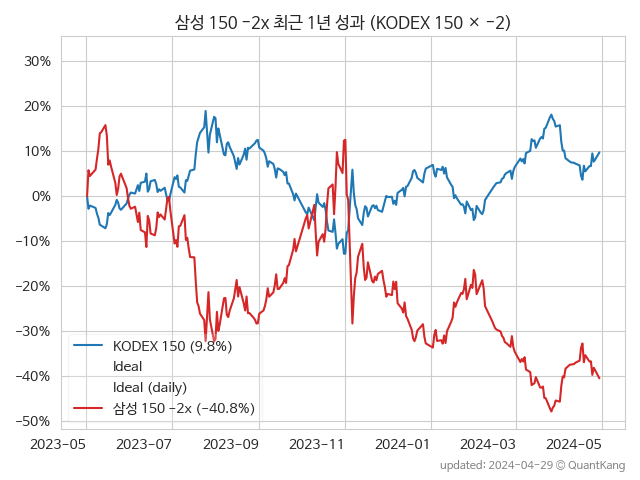 삼성 150 −2x 최근 1년 성과 (KODEX 150 × −2)
30%
20%
10%
0%
−10%
−20%
−30%
−40%
−50%
KODEX 150 (9.8%)
Ideal
Ideal (daily)
삼성 150 −2x (−40.8%)
2023−05 2023−07 2023−09 2023−11 2024−01 2024−03 2024−05
updated: 2024−04−29 © QuantKang